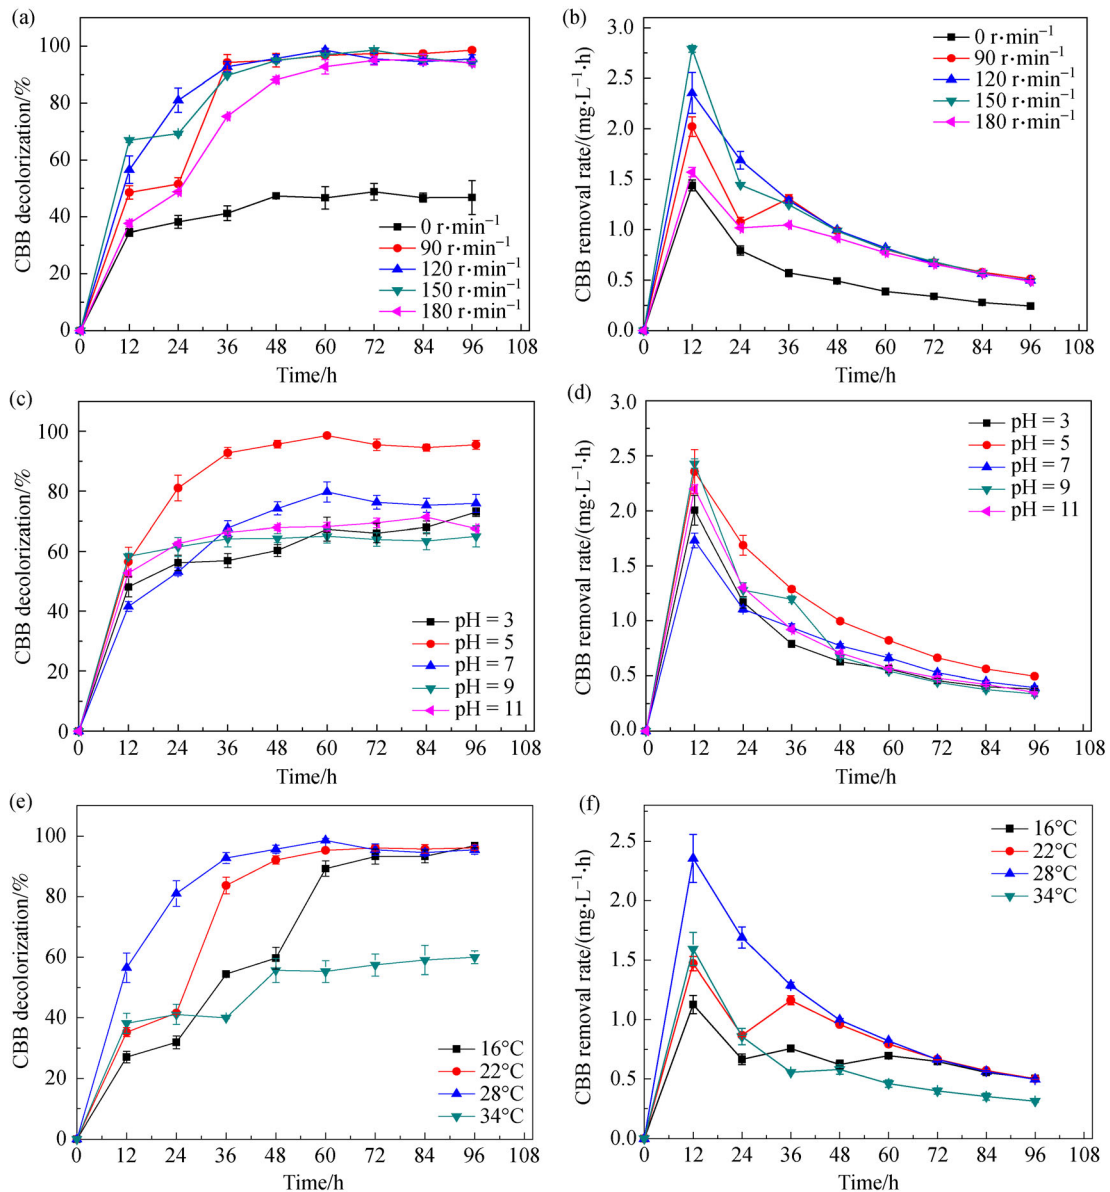 (a)
CBB decolorization/%
100
80
60
40
20
0
0 r·min⁻¹
90 r·min⁻¹
120 r·min⁻¹
150 r·min⁻¹
180 r·min⁻¹
0 12 24 36 48 60 72 84 96 108
Time/h
(b)
CBB removal rate/(mg·L⁻¹·h)
3.0
2.5
2.0
1.5
1.0
0.5
0.0
0 r·min⁻¹
90 r·min⁻¹
120 r·min⁻¹
150 r·min⁻¹
180 r·min⁻¹
0 12 24 36 48 60 72 84 96 108
Time/h
(c)
CBB decolorization/%
100
80
60
40
20
0
pH = 3
pH = 5
pH = 7
pH = 9
pH = 11
0 12 24 36 48 60 72 84 96 108
Time/h
(d)
CBB removal rate/(mg·L⁻¹·h)
3.0
2.5
2.0
1.5
1.0
0.5
0.0
pH = 3
pH = 5
pH = 7
pH = 9
pH = 11
0 12 24 36 48 60 72 84 96 108
Time/h
(e)
CBB decolorization/%
100
80
60
40
20
0
16°C
22°C
28°C
34°C
0 12 24 36 48 60 72 84 96 108
Time/h
(f)
CBB removal rate/(mg·L⁻¹·h)
2.5
2.0
1.5
1.0
0.5
0.0
16°C
22°C
28°C
34°C
0 12 24 36 48 60 72 84 96 108
Time/h